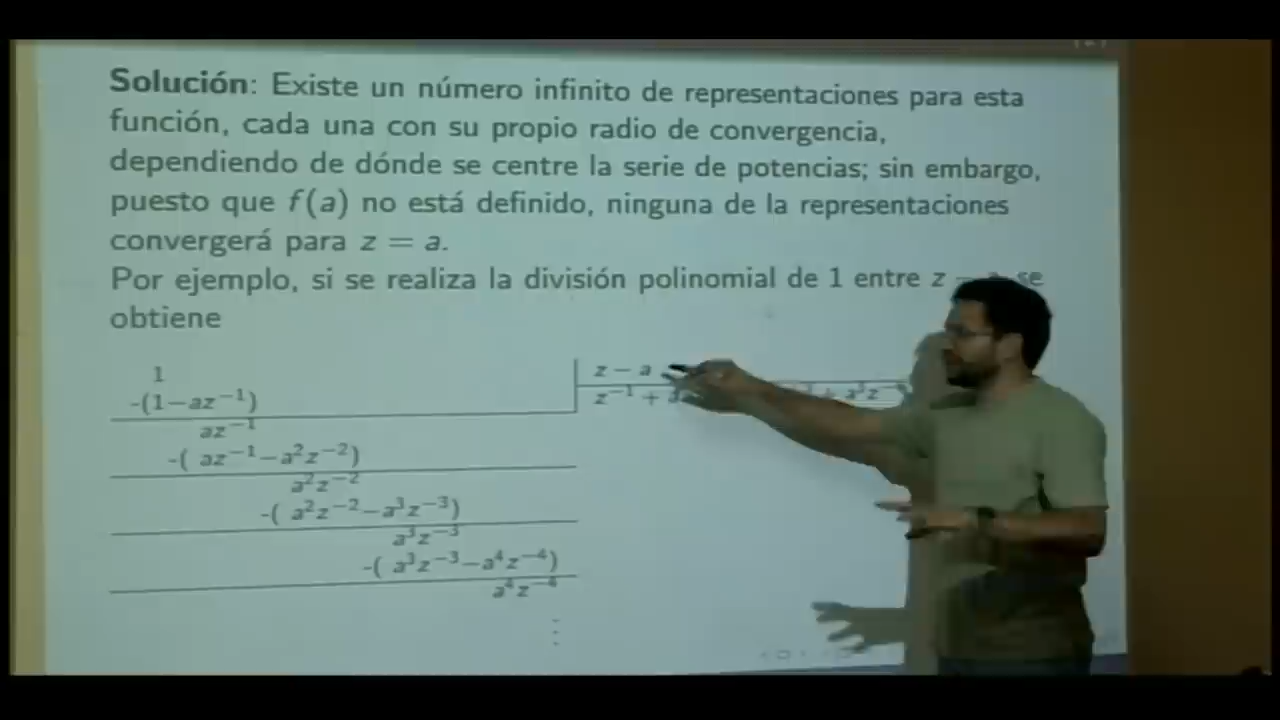 Solución: Existe un número infinito de representaciones para esta
función, cada una con su propio radio de convergencia,
dependiendo de dónde se centre la serie de potencias; sin embargo,
puesto que f(a) no está definido, ninguna de la representaciones
convergerá para z = a.
Por ejemplo, si se realiza la división polinomial de 1 entre z − se
obtiene
1
z − a
-(1−az⁻¹)
z⁻¹ +
az⁻¹
-( az⁻¹−a²z⁻²)
a²z⁻²
-( a²z⁻²−a³z⁻³)
a³z⁻³
-( a³z⁻³−a⁴z⁻⁴)
a⁴z⁻⁴
⋮